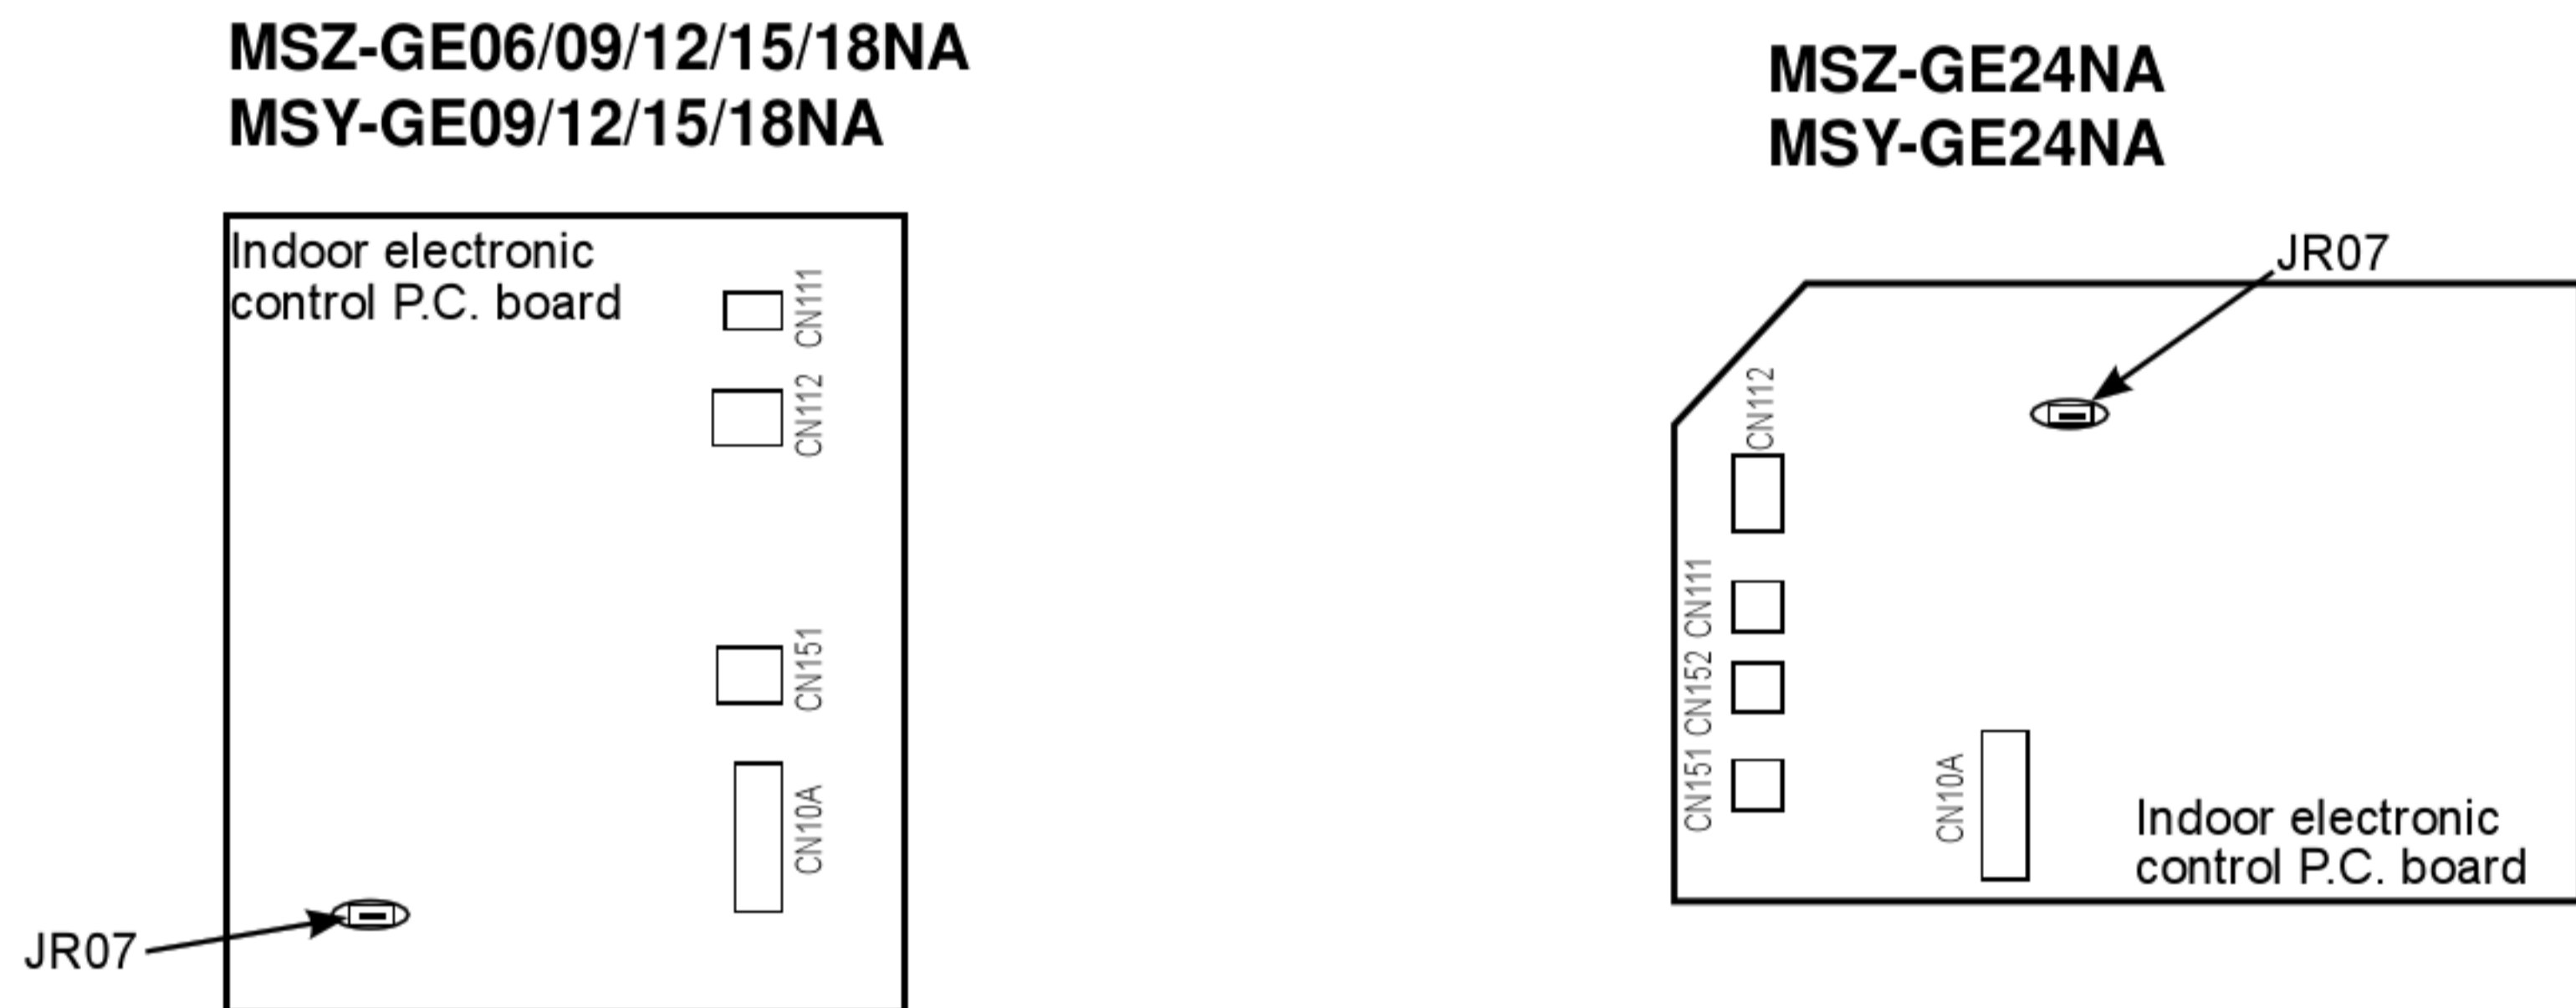 MSZ-GE06/09/12/15/18NA
MSY-GE09/12/15/18NA
Indoor electronic
control P.C. board
CN111
CN112
CN151
CN10A
JR07
MSZ-GE24NA
MSY-GE24NA
JR07
CN112
CN111
CN152
CN151
CN10A
Indoor electronic
control P.C. board